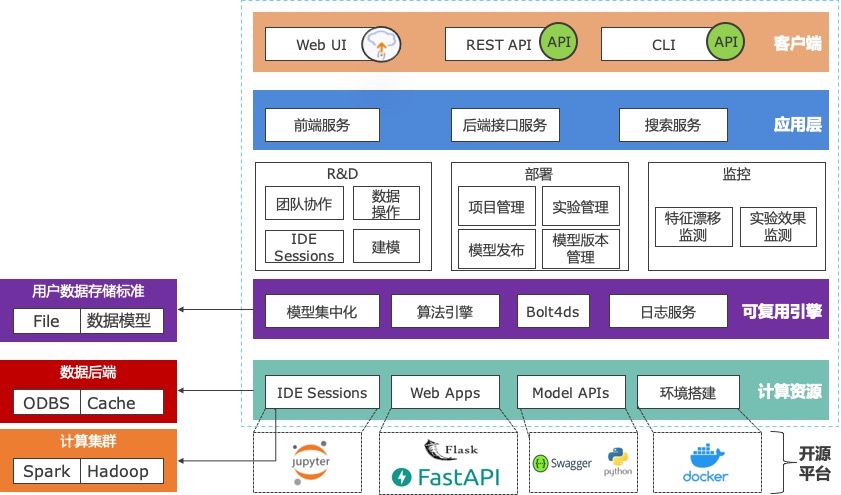 Web UI
REST API
API
CLI
API
客户端
前端服务
后端接口服务
搜索服务
应用层
R&D
团队协作
数据
操作
IDE
Sessions
建模
部署
项目管理
实验管理
模型发布
模型版本
管理
监控
特征漂移
监测
实验效果
监测
用户数据存储标准
File
数据模型
模型集中化
算法引擎
Bolt4ds
日志服务
可复用引擎
数据后端
ODBS
Cache
IDE Sessions
Web Apps
Model APIs
环境搭建
计算资源
计算集群
Spark
Hadoop
jupyter
Flask
FastAPI
Swagger
python
docker
开源
平台